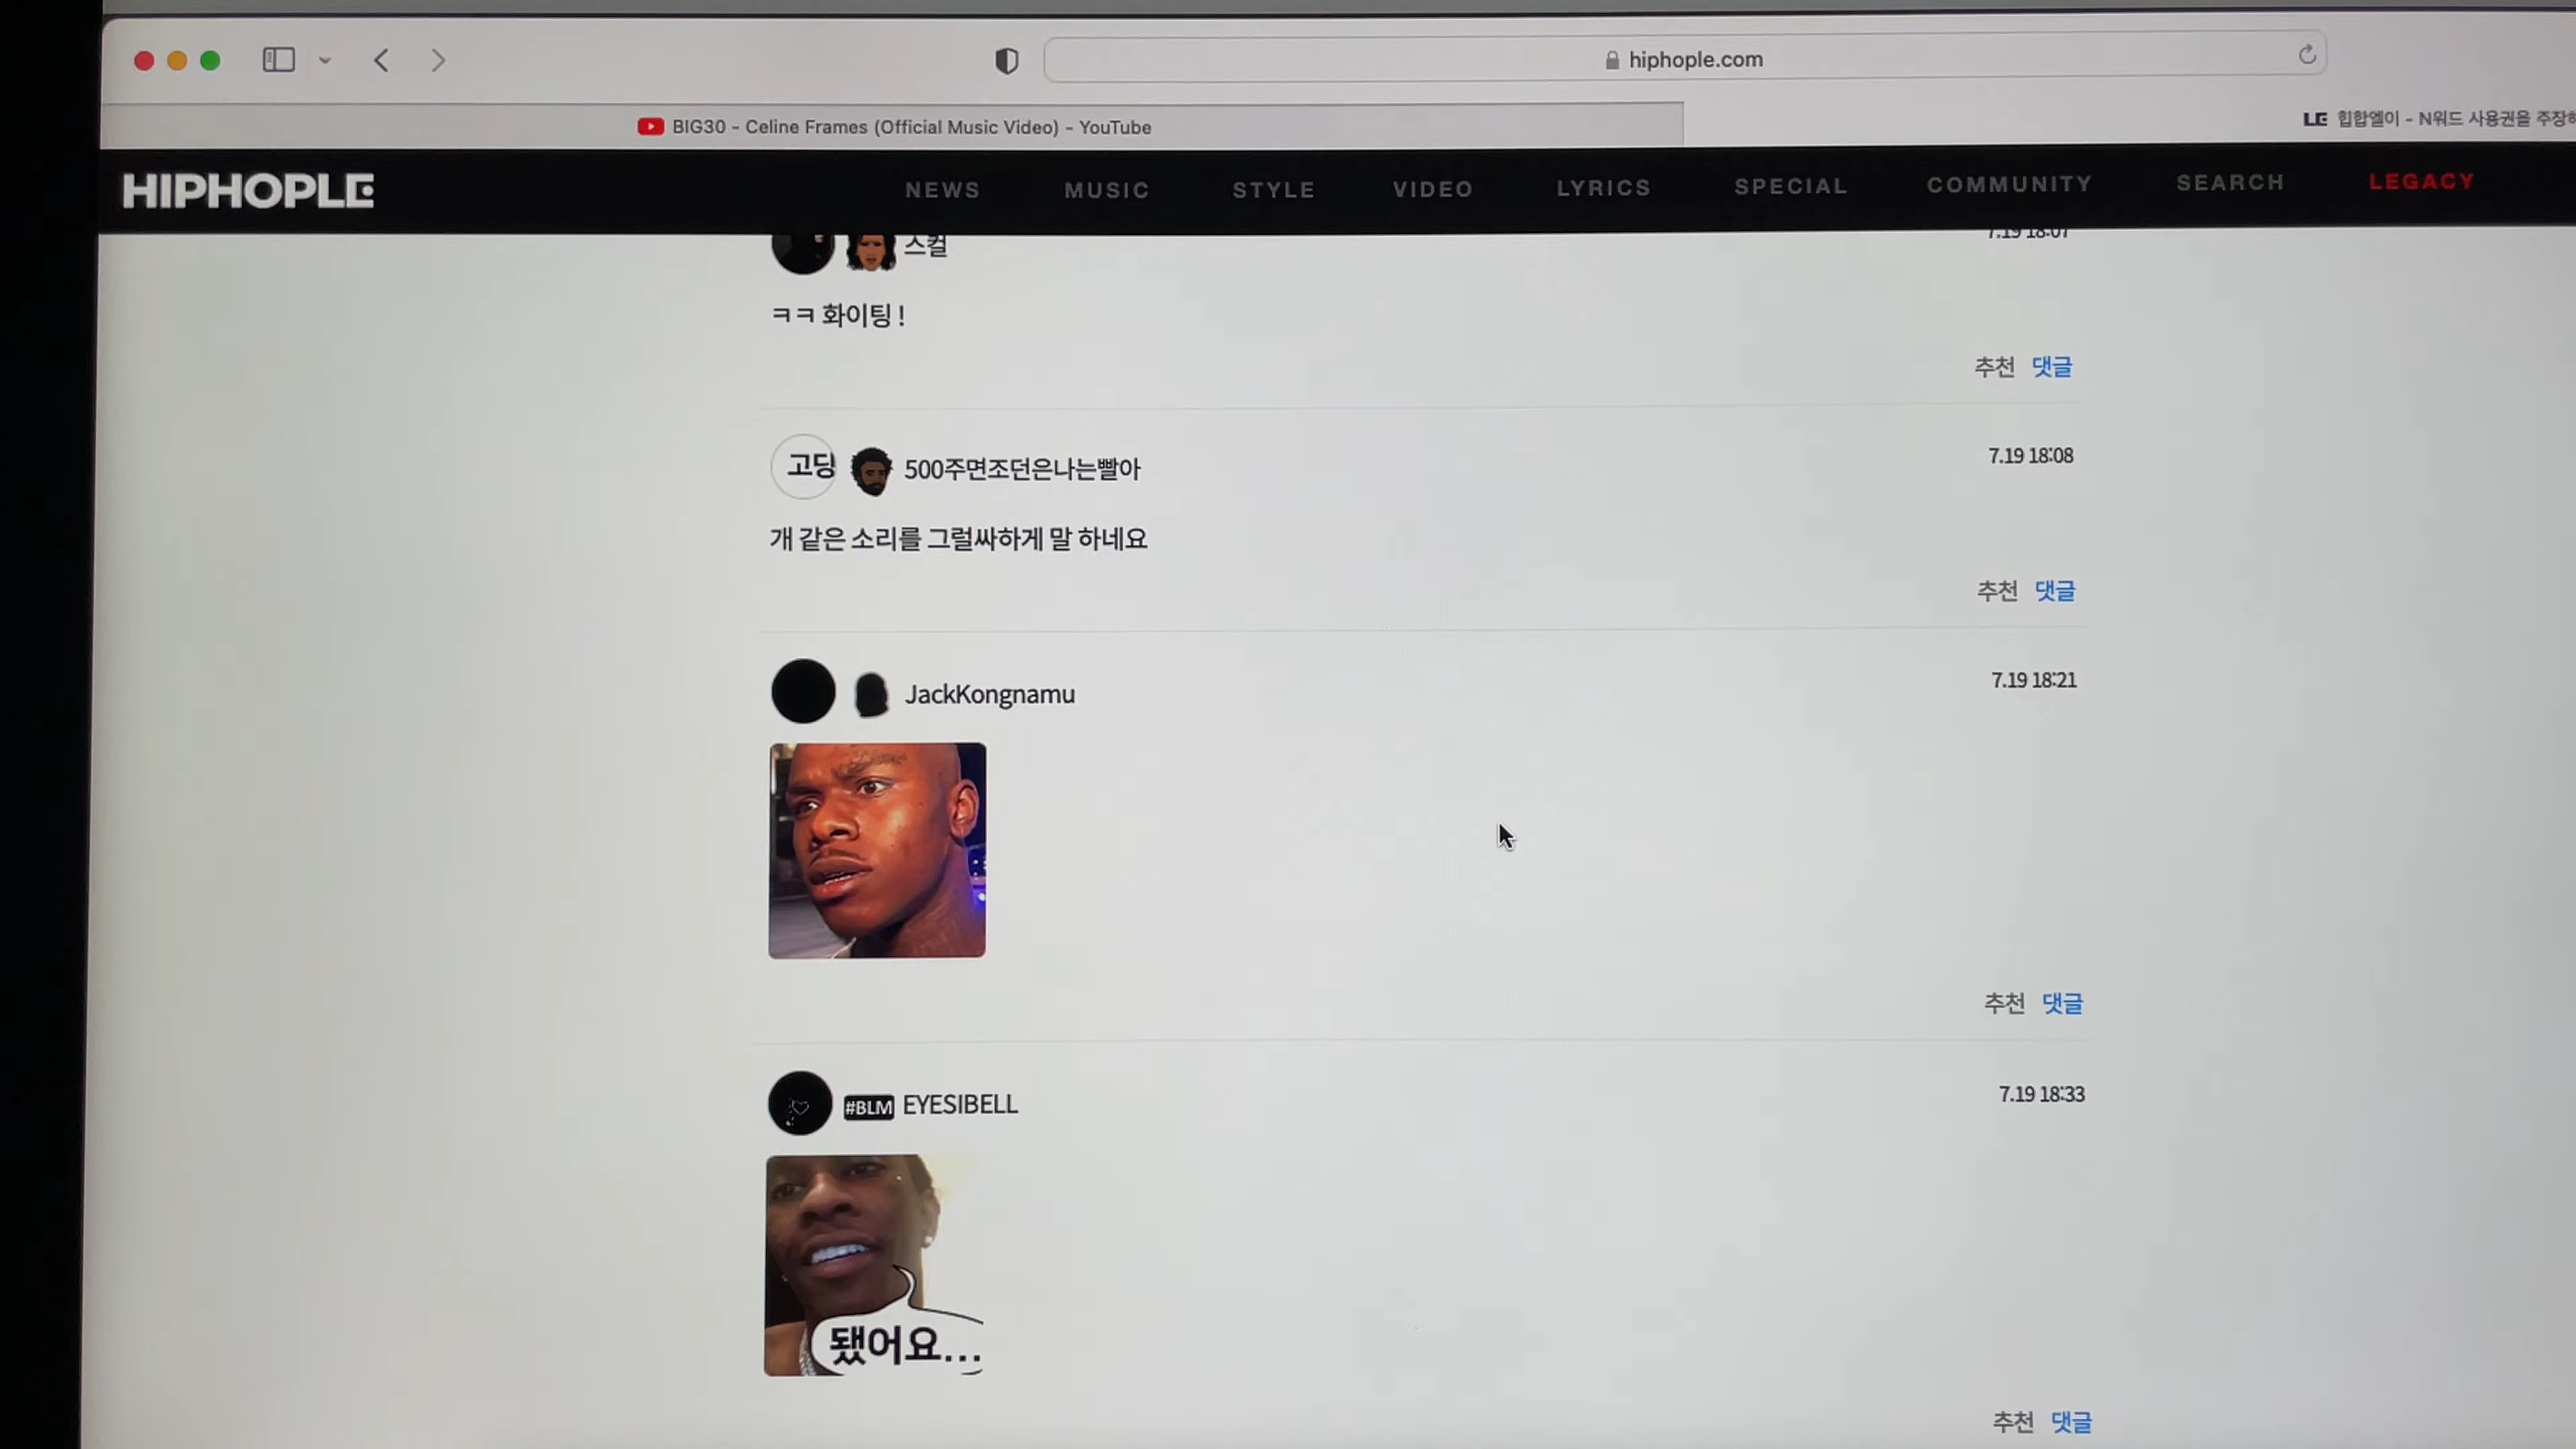 hiphople.com
BIG30 - Celine Frames (Official Music Video) - YouTube
LE 힙합엘이 - N워드 사용권을 주장하
HIPHOPLE NEWS MUSIC STYLE VIDEO LYRICS SPECIAL COMMUNITY SEARCH LEGACY
스컬 7.19 18:07
ㅋㅋ 화이팅 !
추천 댓글
고딩 500주면조던은나는빨아 7.19 18:08
개 같은 소리를 그럴싸하게 말 하네요
추천 댓글
JackKongnamu 7.19 18:21
추천 댓글
#BLM EYESIBELL 7.19 18:33
됐어요...
추천 댓글